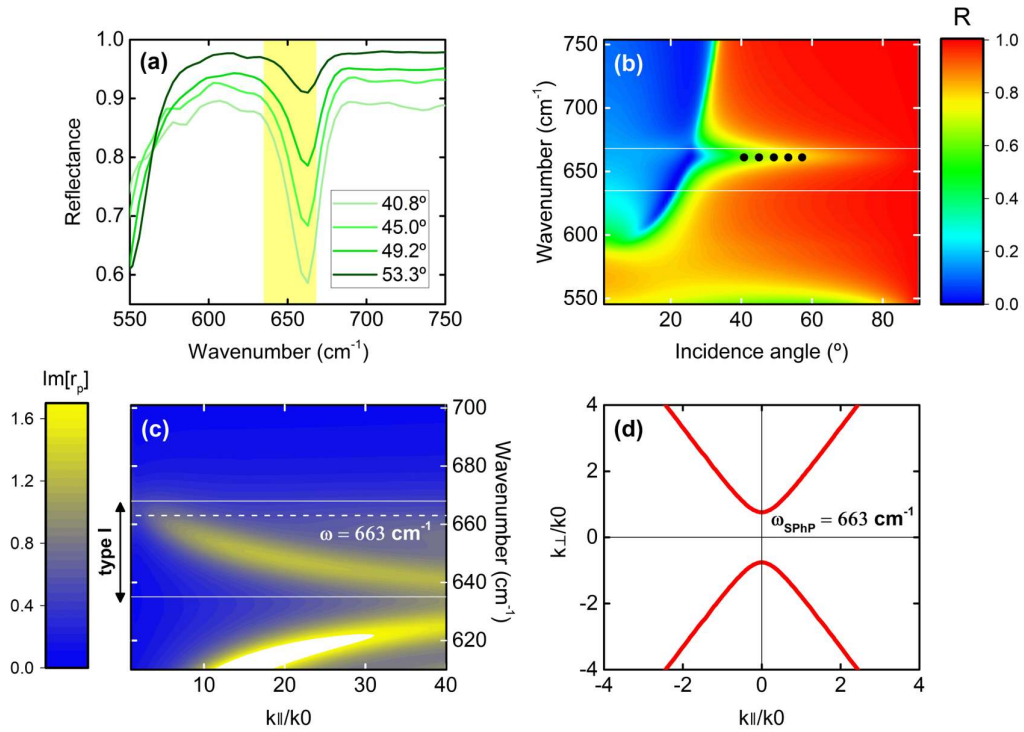 (a)
1.0
0.9
0.8
0.7
0.6
Reflectance
40.8º
45.0º
49.2º
53.3º
550 600 650 700 750
Wavenumber (cm-1)
(b)
750
700
650
600
550
Wavenumber (cm-1)
0 20 40 60 80
Incidence angle (º)
R
1.0
0.8
0.6
0.4
0.2
0.0
Im[rp]
1.6
1.2
0.8
0.4
0.0
(c)
type I
ω = 663 cm-1
700
680
660
640
620
Wavenumber (cm-1)
10 20 30 40
k||/k0
(d)
4
2
0
-2
-4
k⊥/k0
ωSPhP = 663 cm-1
-4 -2 0 2 4
k||/k0